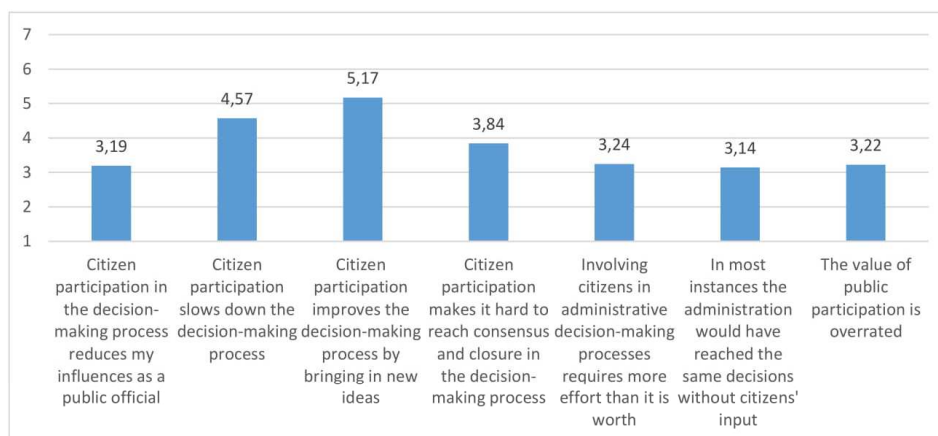 7
6
5
4
3
2
1
3,19
4,57
5,17
3,84
3,24
3,14
3,22
Citizen
participation in
the decision-
making process
reduces my
influences as a
public official
Citizen
participation
slows down the
decision-making
process
Citizen
participation
improves the
decision-making
process by
bringing in new
ideas
Citizen
participation
makes it hard to
reach consensus
and closure in
the decision-
making process
Involving
citizens in
administrative
decision-making
processes
requires more
effort than it is
worth
In most
instances the
administration
would have
reached the
same decisions
without citizens'
input
The value of
public
participation is
overrated